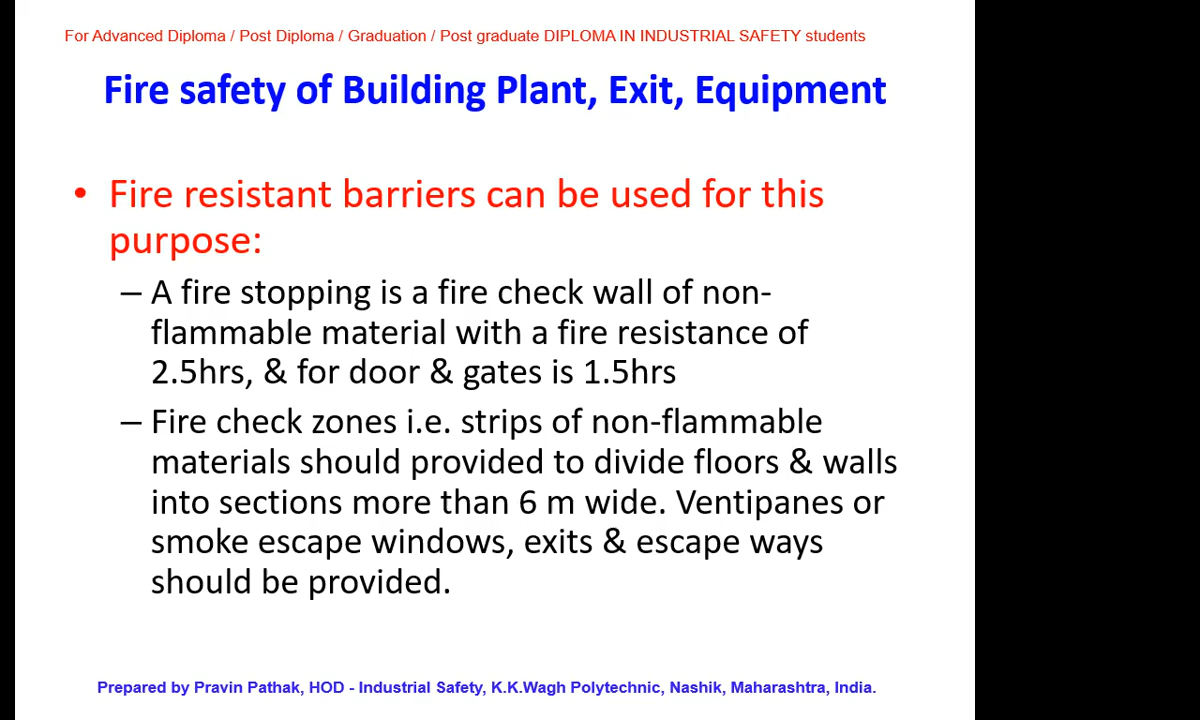 For Advanced Diploma / Post Diploma / Graduation / Post graduate DIPLOMA IN INDUSTRIAL SAFETY students
Fire safety of Building Plant, Exit, Equipment
• Fire resistant barriers can be used for this
purpose:
– A fire stopping is a fire check wall of non-
flammable material with a fire resistance of
2.5hrs, & for door & gates is 1.5hrs
– Fire check zones i.e. strips of non-flammable
materials should provided to divide floors & walls
into sections more than 6 m wide. Ventipanes or
smoke escape windows, exits & escape ways
should be provided.
Prepared by Pravin Pathak, HOD - Industrial Safety, K.K.Wagh Polytechnic, Nashik, Maharashtra, India.